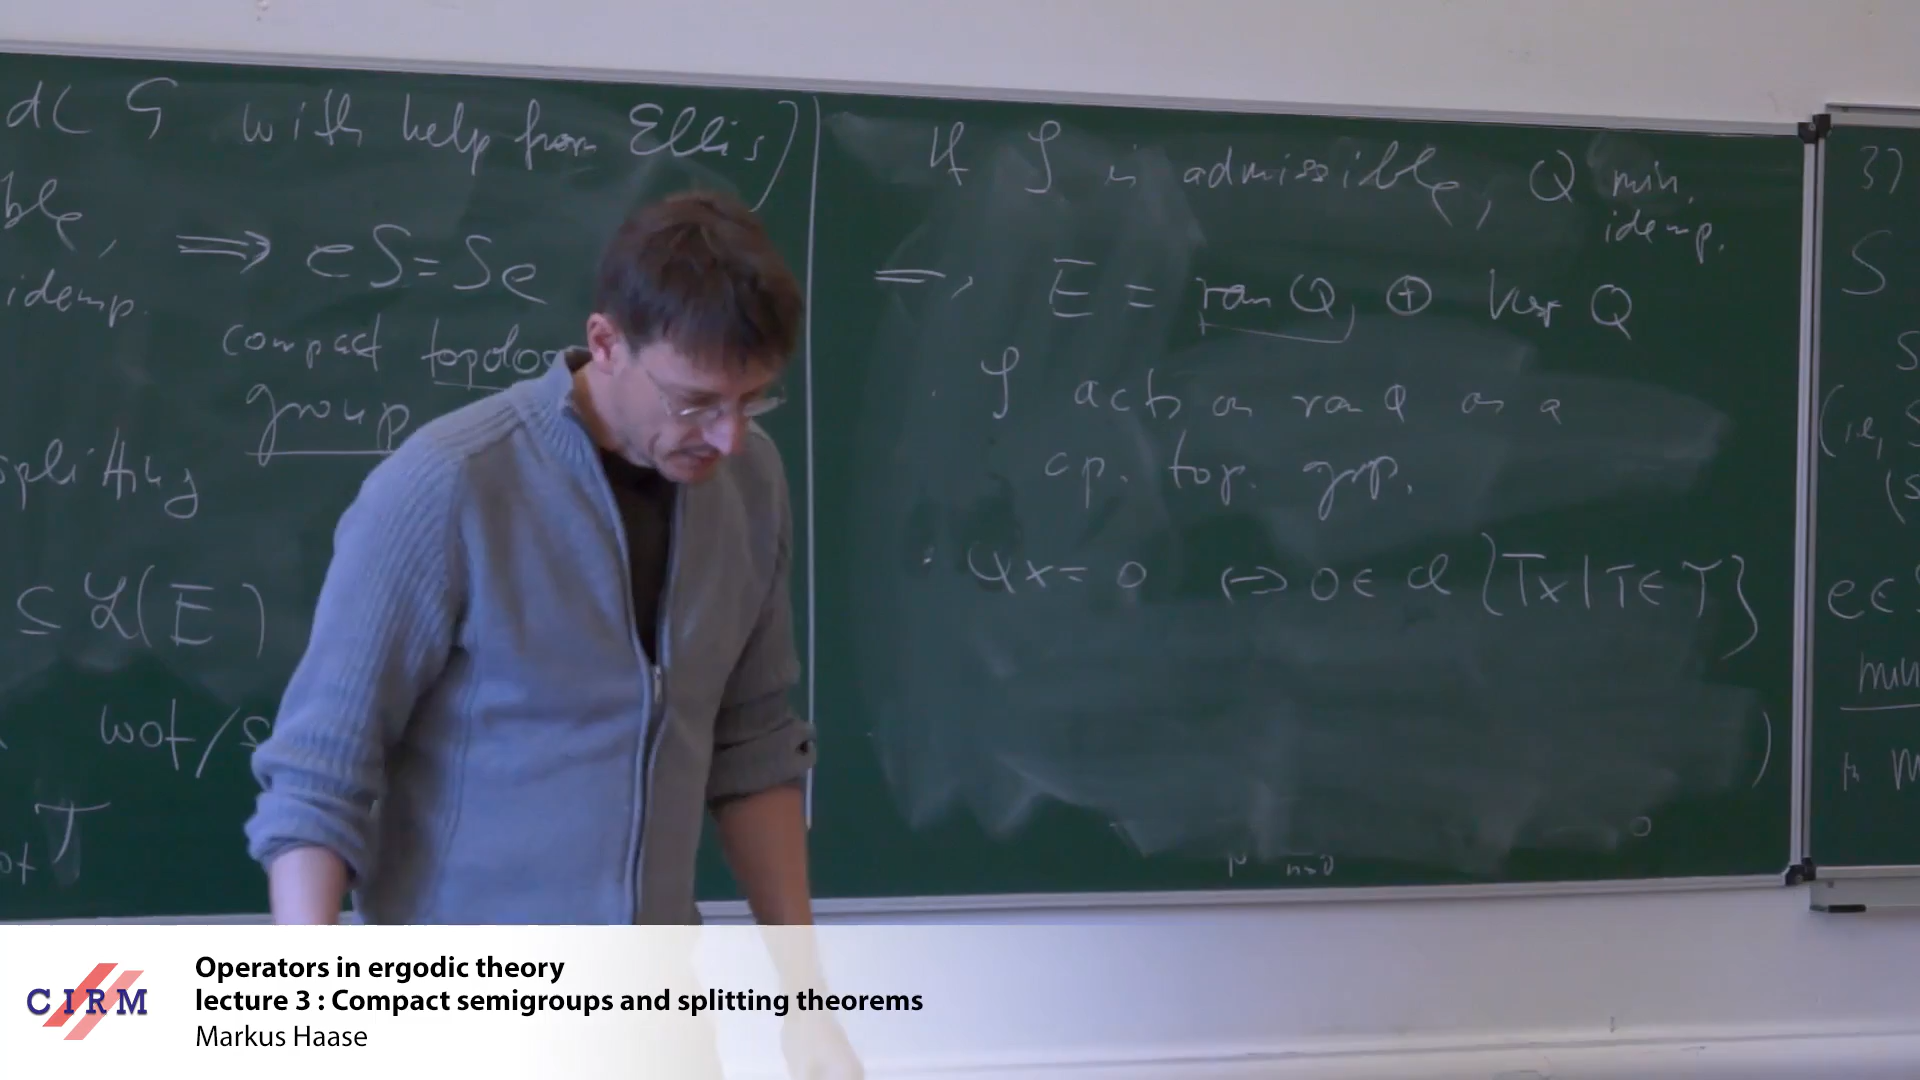 with help from Ellis)
⟹ eS = Se
idemp.
compact
group
splitting
⊆ ℒ(E)
wot/
If 𝒮 is admissible, Q min.
idemp.
⟹ E = ran Q ⊕ ker Q
· 𝒮 acts on ran Q as a
cp. top. grp.
· Qx = 0 ↔ 0 ∈ cl {Tx | T ∈ 𝒯}
3)
S
(i.e, S
e ∈
min
CIRM
Operators in ergodic theory
lecture 3 : Compact semigroups and splitting theorems
Markus Haase